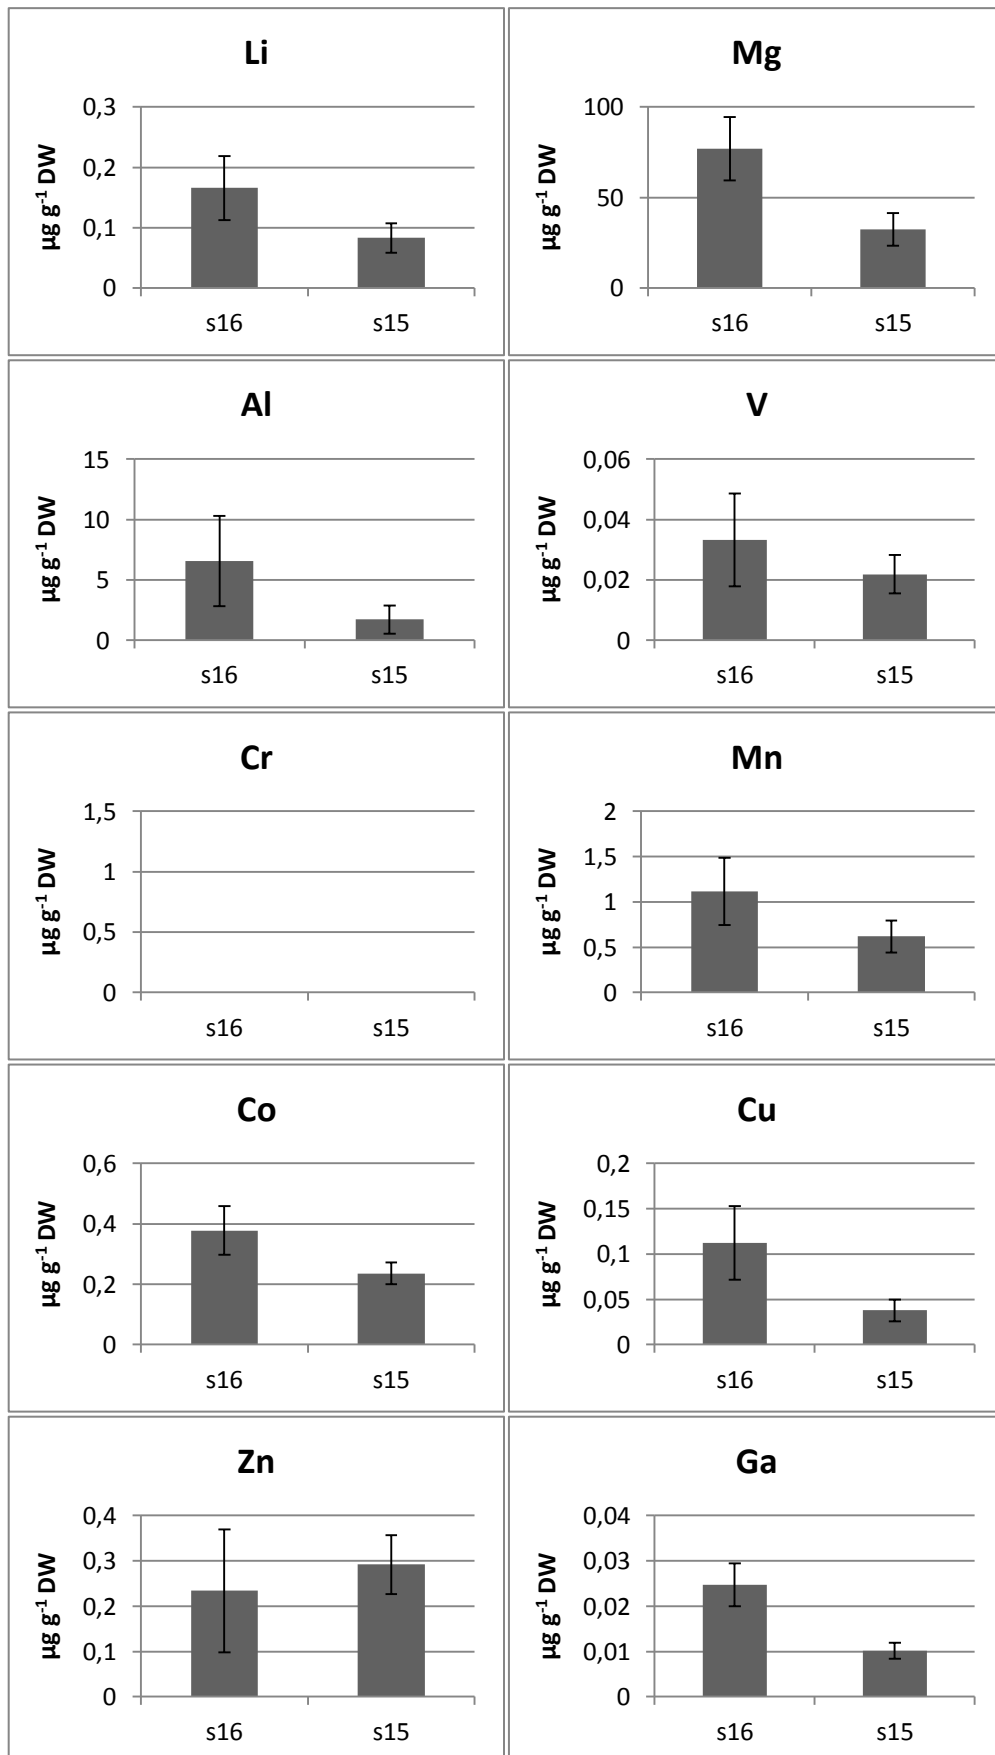 Li
0,3
0,2
0,1
0
µg g-1 DW
s16 s15
Mg
100
50
0
µg g-1 DW
s16 s15
Al
15
10
5
0
µg g-1 DW
s16 s15
V
0,06
0,04
0,02
0
µg g-1 DW
s16 s15
Cr
1,5
1
0,5
0
µg g-1 DW
s16 s15
Mn
2
1,5
1
0,5
0
µg g-1 DW
s16 s15
Co
0,6
0,4
0,2
0
µg g-1 DW
s16 s15
Cu
0,2
0,15
0,1
0,05
0
µg g-1 DW
s16 s15
Zn
0,4
0,3
0,2
0,1
0
µg g-1 DW
s16 s15
Ga
0,04
0,03
0,02
0,01
0
µg g-1 DW
s16 s15